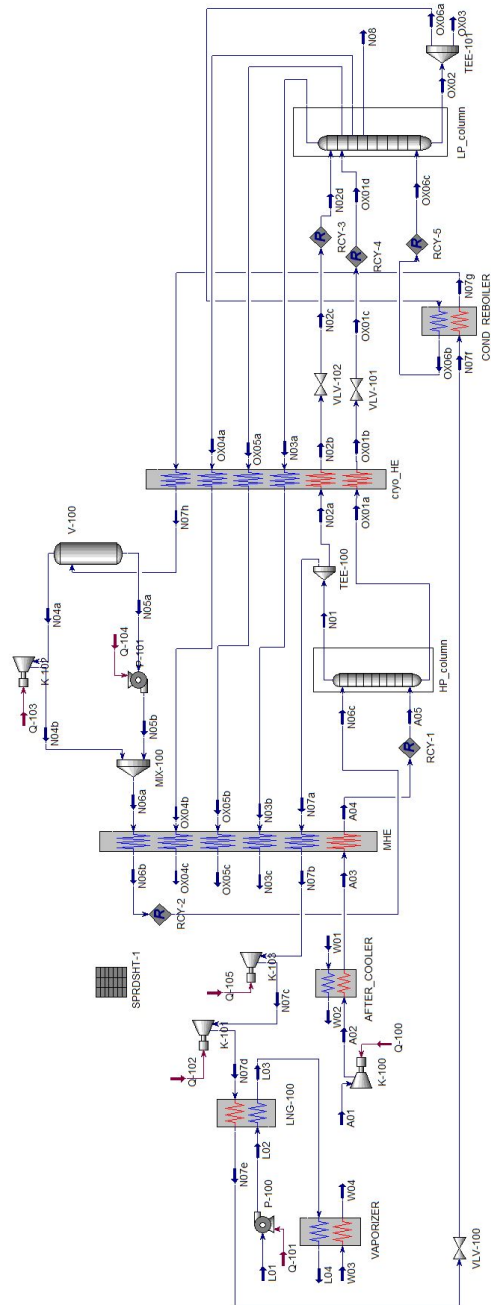 OX06a
OX03
TEE-101
OX02
N08
LP_column
N02d
OX01d
OX06c
RCY-3
RCY-4
RCY-5
N02c
OX01c
N07g
COND_REBOILER
OX06b
N07f
VLV-102
VLV-101
OX04a
OX05a
N03a
N02b
OX01b
cryo_HE
N07h
N02a
OX01a
V-100
TEE-100
N04a
N05a
N01
Q-104
P-101
K-102
Q-103
HP_column
N06c
A05
N04b
N05b
MIX-100
RCY-1
N06a
OX04b
OX05b
N03b
N07a
A04
MHE
N06b
OX04c
OX05c
N03c
N07b
A03
RCY-2
SPRDSHT-1
K-103
Q-105
W01
AFTER_COOLER
W02
A02
N07c
K-101
Q-102
Q-100
K-100
A01
N07d
L03
LNG-100
N07e
L02
P-100
W04
L01
Q-101
VAPORIZER
L04
W03
VLV-100